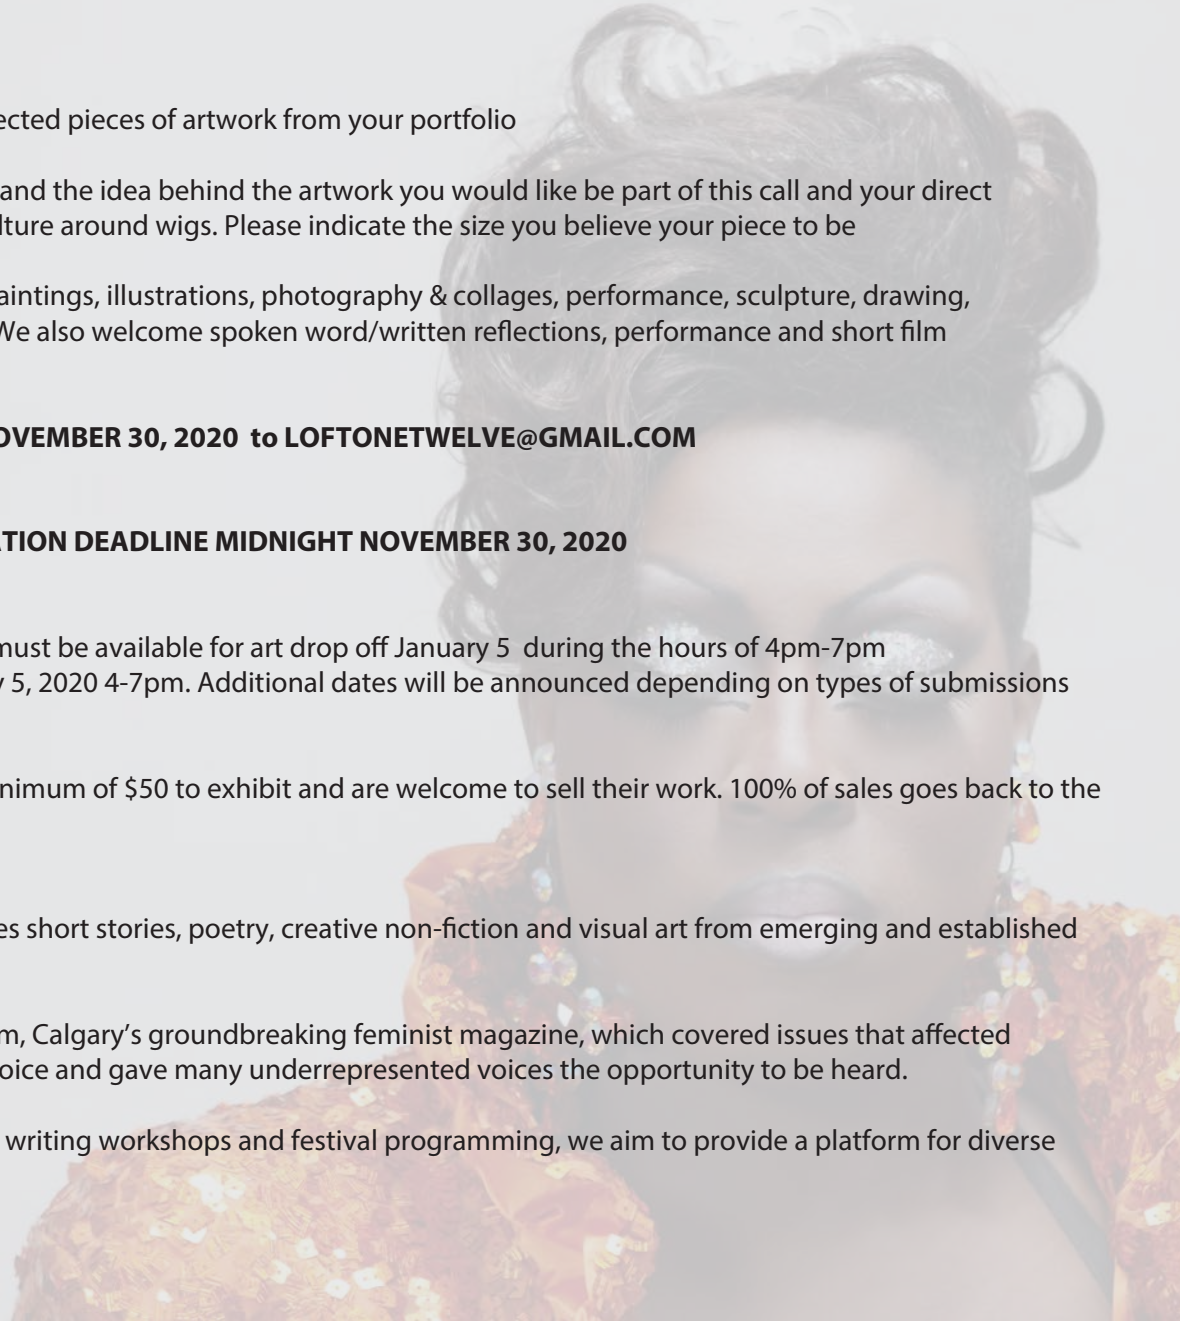 ected pieces of artwork from your portfolio
and the idea behind the artwork you would like be part of this call and your direct
lture around wigs. Please indicate the size you believe your piece to be
aintings, illustrations, photography & collages, performance, sculpture, drawing,
We also welcome spoken word/written reflections, performance and short film
OVEMBER 30, 2020 to LOFTONETWELVE@GMAIL.COM
TION DEADLINE MIDNIGHT NOVEMBER 30, 2020
must be available for art drop off January 5 during the hours of 4pm-7pm
y 5, 2020 4-7pm. Additional dates will be announced depending on types of submissions
nimum of $50 to exhibit and are welcome to sell their work. 100% of sales goes back to the
es short stories, poetry, creative non-fiction and visual art from emerging and established
m, Calgary’s groundbreaking feminist magazine, which covered issues that affected
oice and gave many underrepresented voices the opportunity to be heard.
writing workshops and festival programming, we aim to provide a platform for diverse